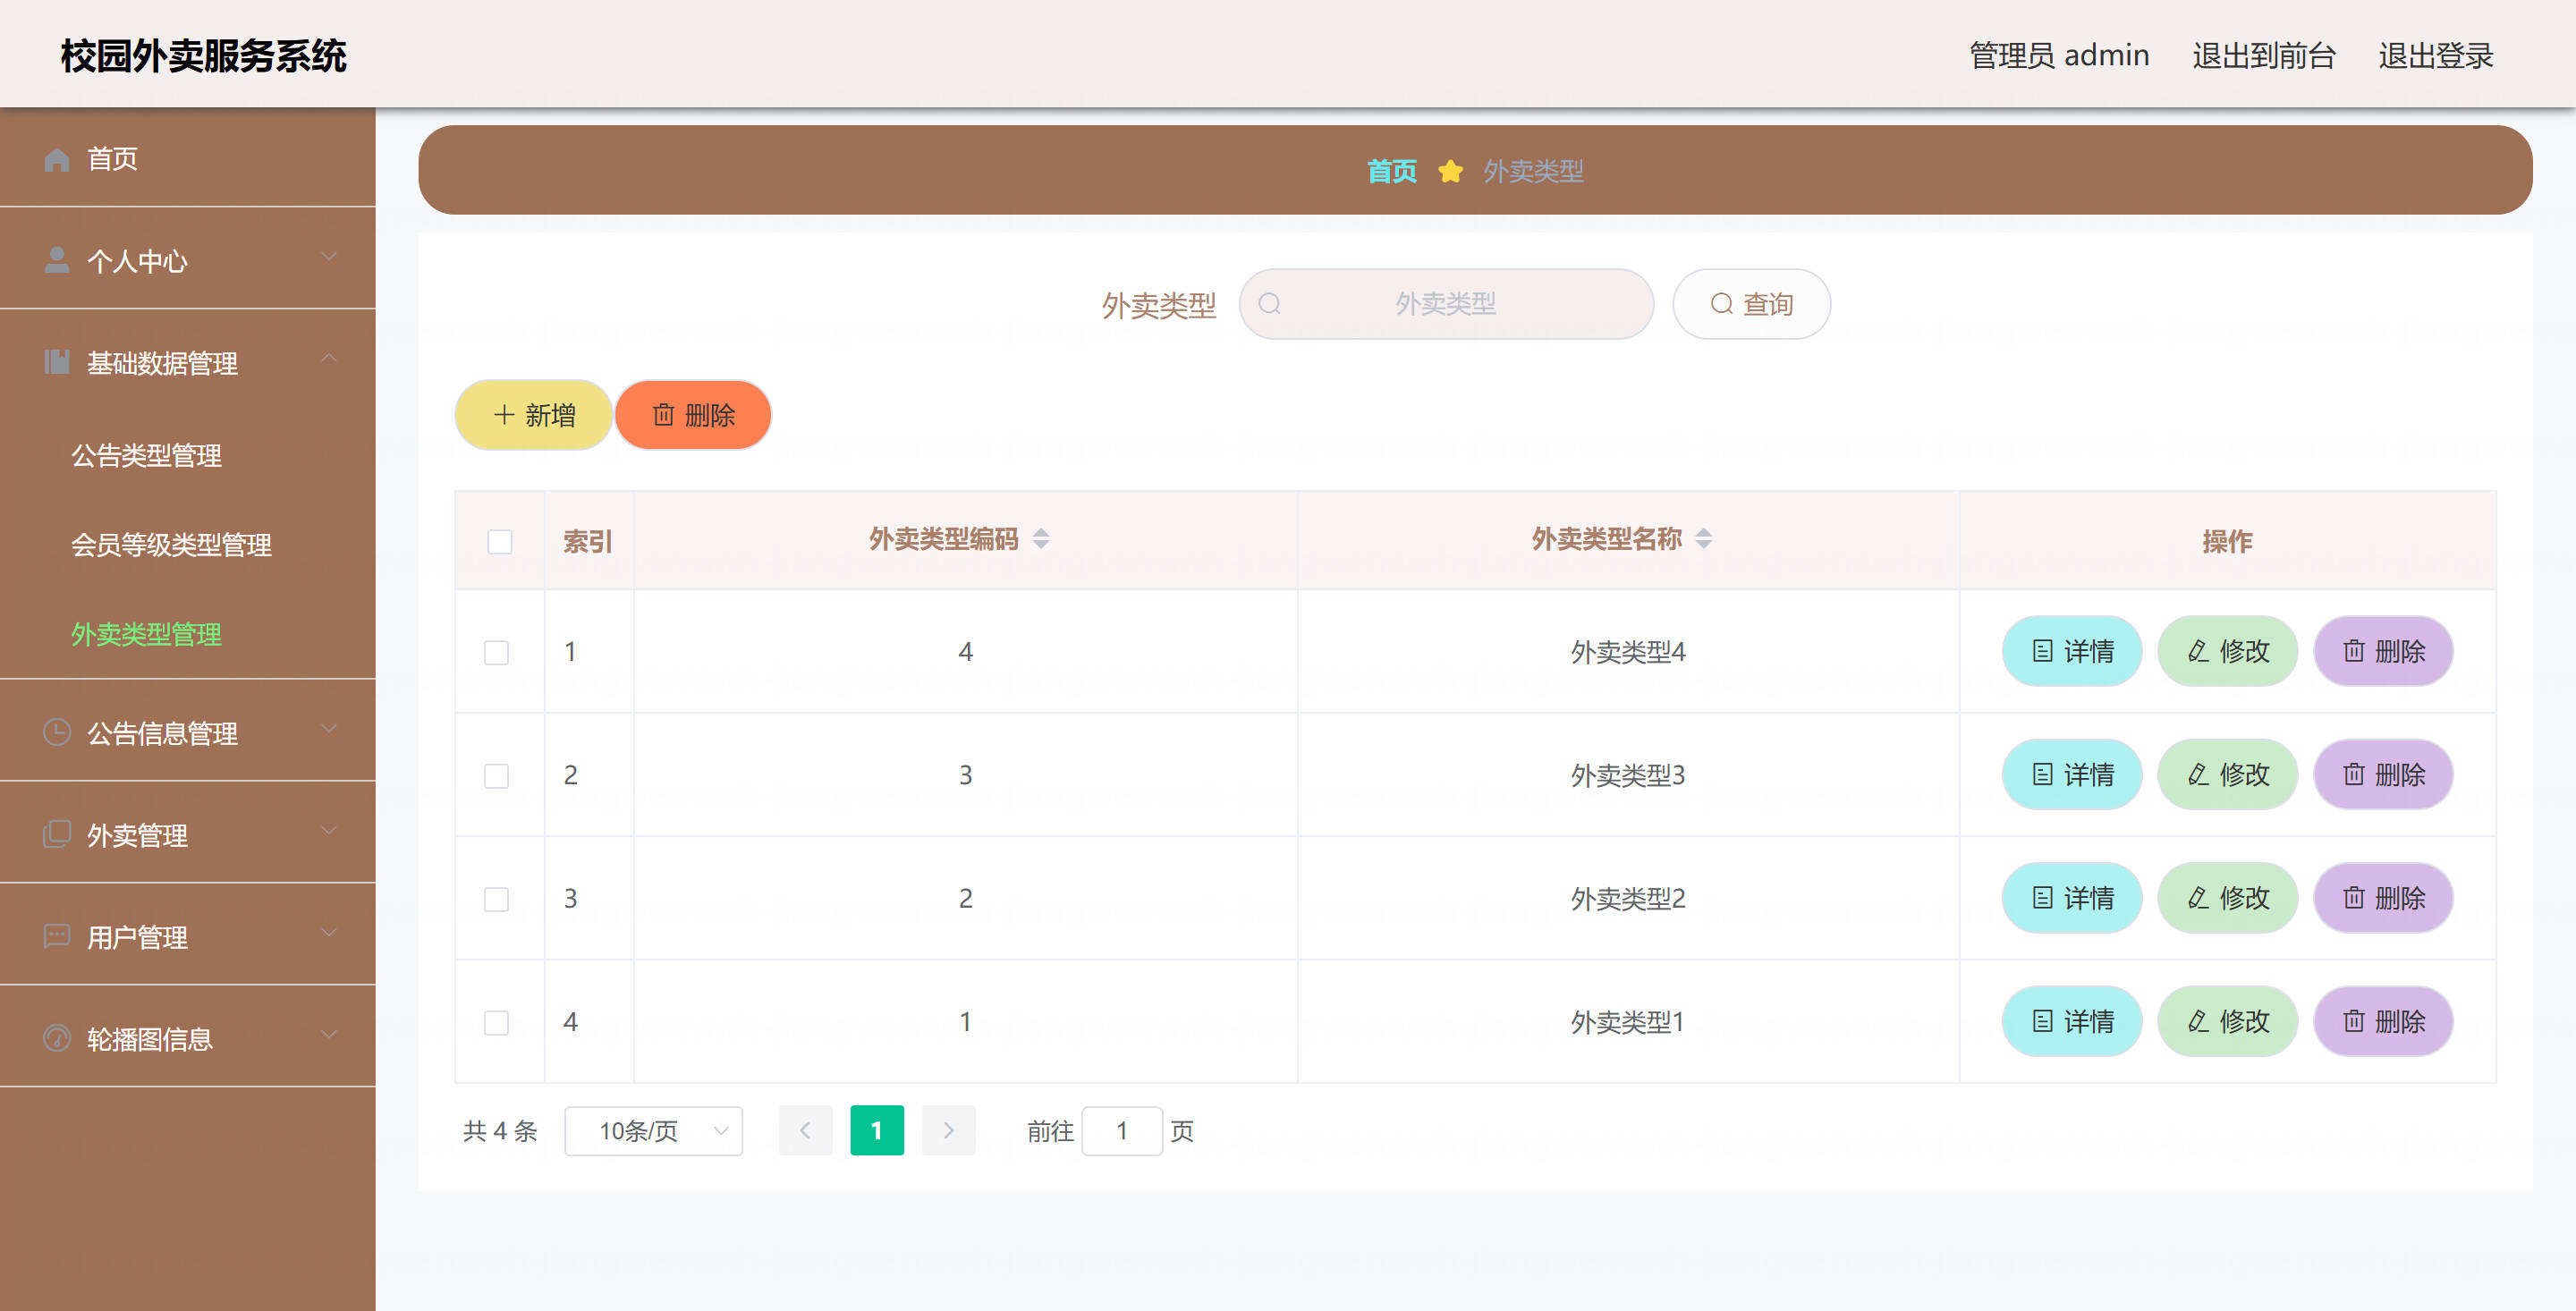 校园外卖服务系统
管理员 admin 退出到前台 退出登录
首页
个人中心
基础数据管理
公告类型管理
会员等级类型管理
外卖类型管理
公告信息管理
外卖管理
用户管理
轮播图信息
首页 外卖类型
外卖类型 外卖类型 查询
新增 删除
索引 外卖类型编码 外卖类型名称 操作
1 4 外卖类型4 详情 修改 删除
2 3 外卖类型3 详情 修改 删除
3 2 外卖类型2 详情 修改 删除
4 1 外卖类型1 详情 修改 删除
共 4 条 10条/页 1 前往 1 页